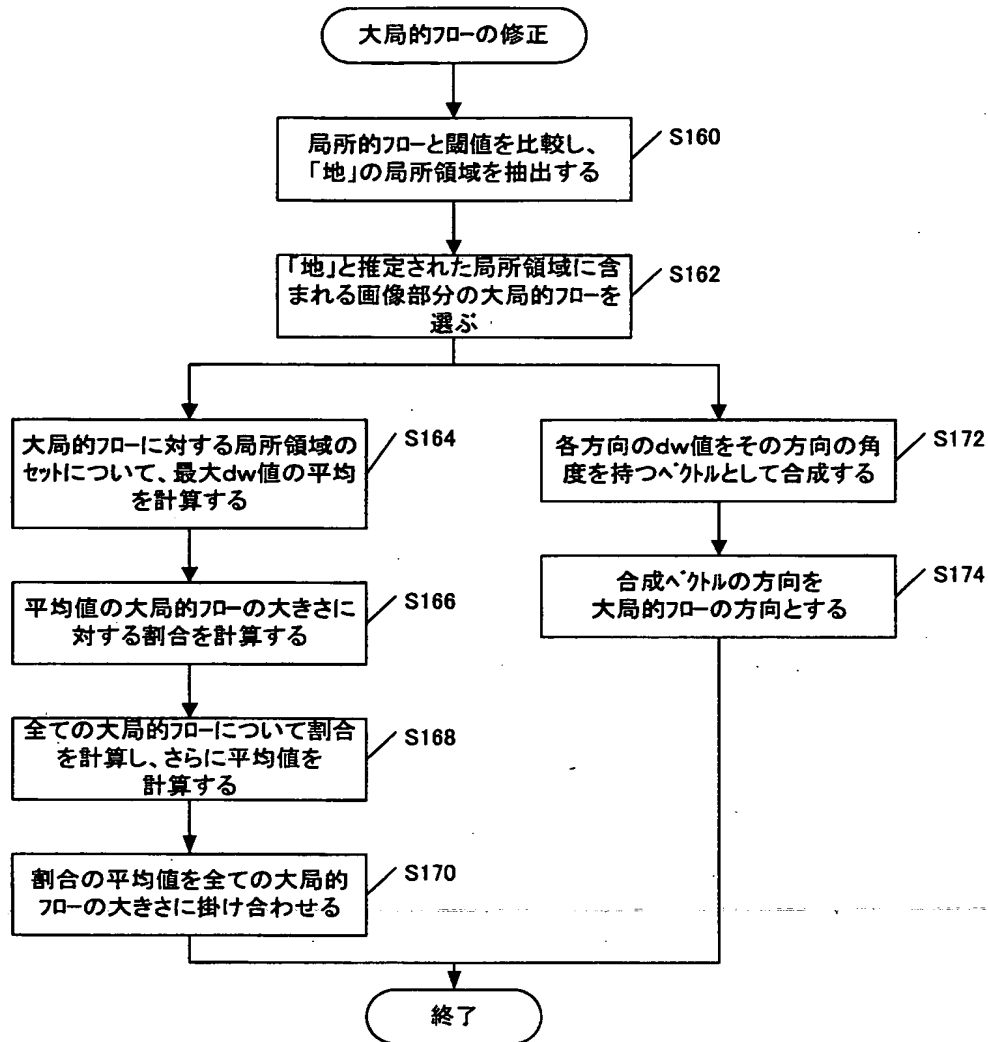 大局的フローの修正
局所的フローと閾値を比較し、
「地」の局所領域を抽出する
S160
「地」と推定された局所領域に含
まれる画像部分の大局的フローを
選ぶ
S162
大局的フローに対する局所領域の
セットについて、最大dw値の平均
を計算する
S164
平均値の大局的フローの大きさに
対する割合を計算する
S166
全ての大局的フローについて割合
を計算し、さらに平均値を
計算する
S168
割合の平均値を全ての大局的
フローの大きさに掛け合わせる
S170
各方向のdw値をその方向の角
度を持つベクトルとして合成する
S172
合成ベクトルの方向を
大局的フローの方向とする
S174
終了